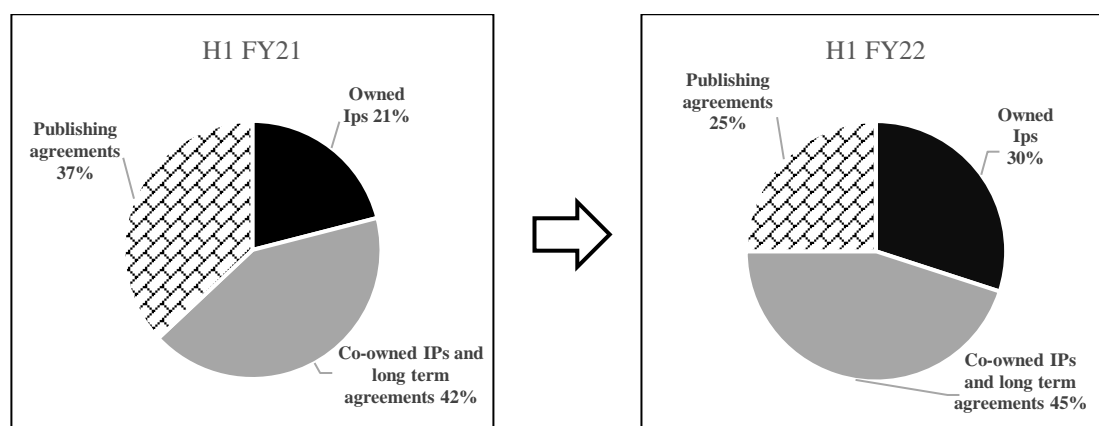 H1 FY21
Owned
Ips 21%
Publishing
agreements
37%
Co-owned IPs and
long term
agreements 42%
H1 FY22
Publishing
agreements
25%
Owned
Ips
30%
Co-owned IPs
and long term
agreements 45%